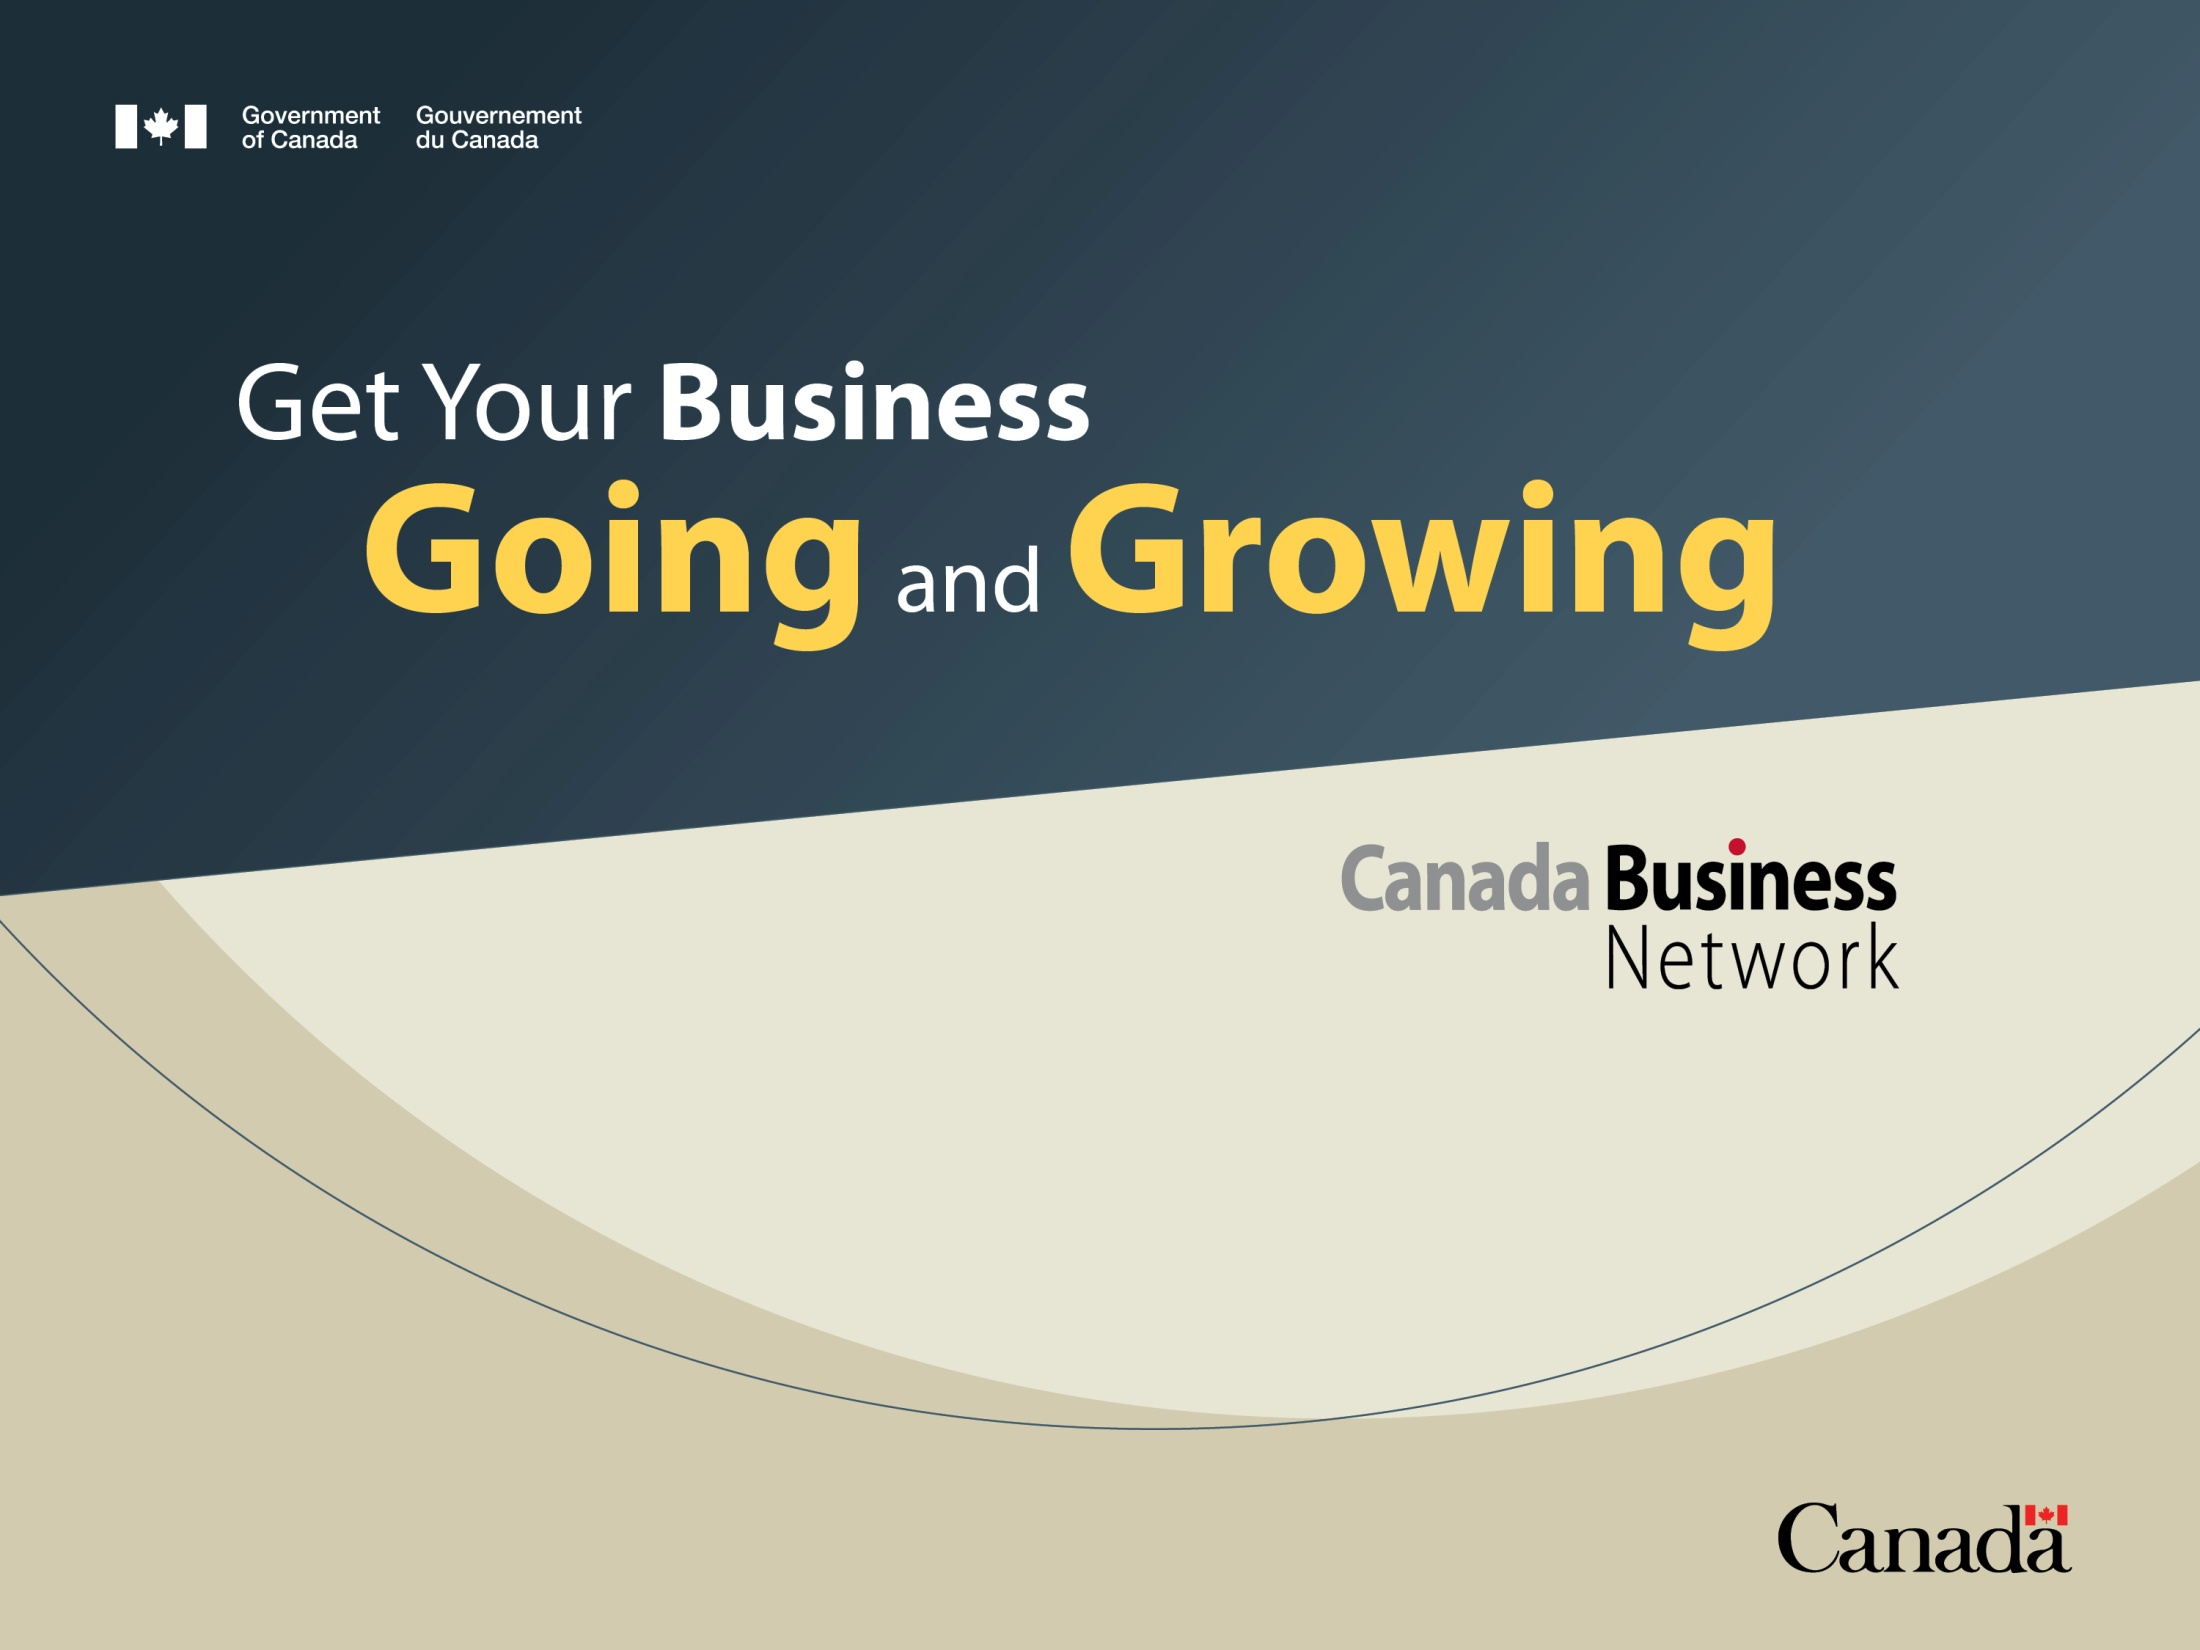 Government
of Canada
Gouvernement
du Canada
Get Your Business
Going and Growing
Canada Business
Network
Canada